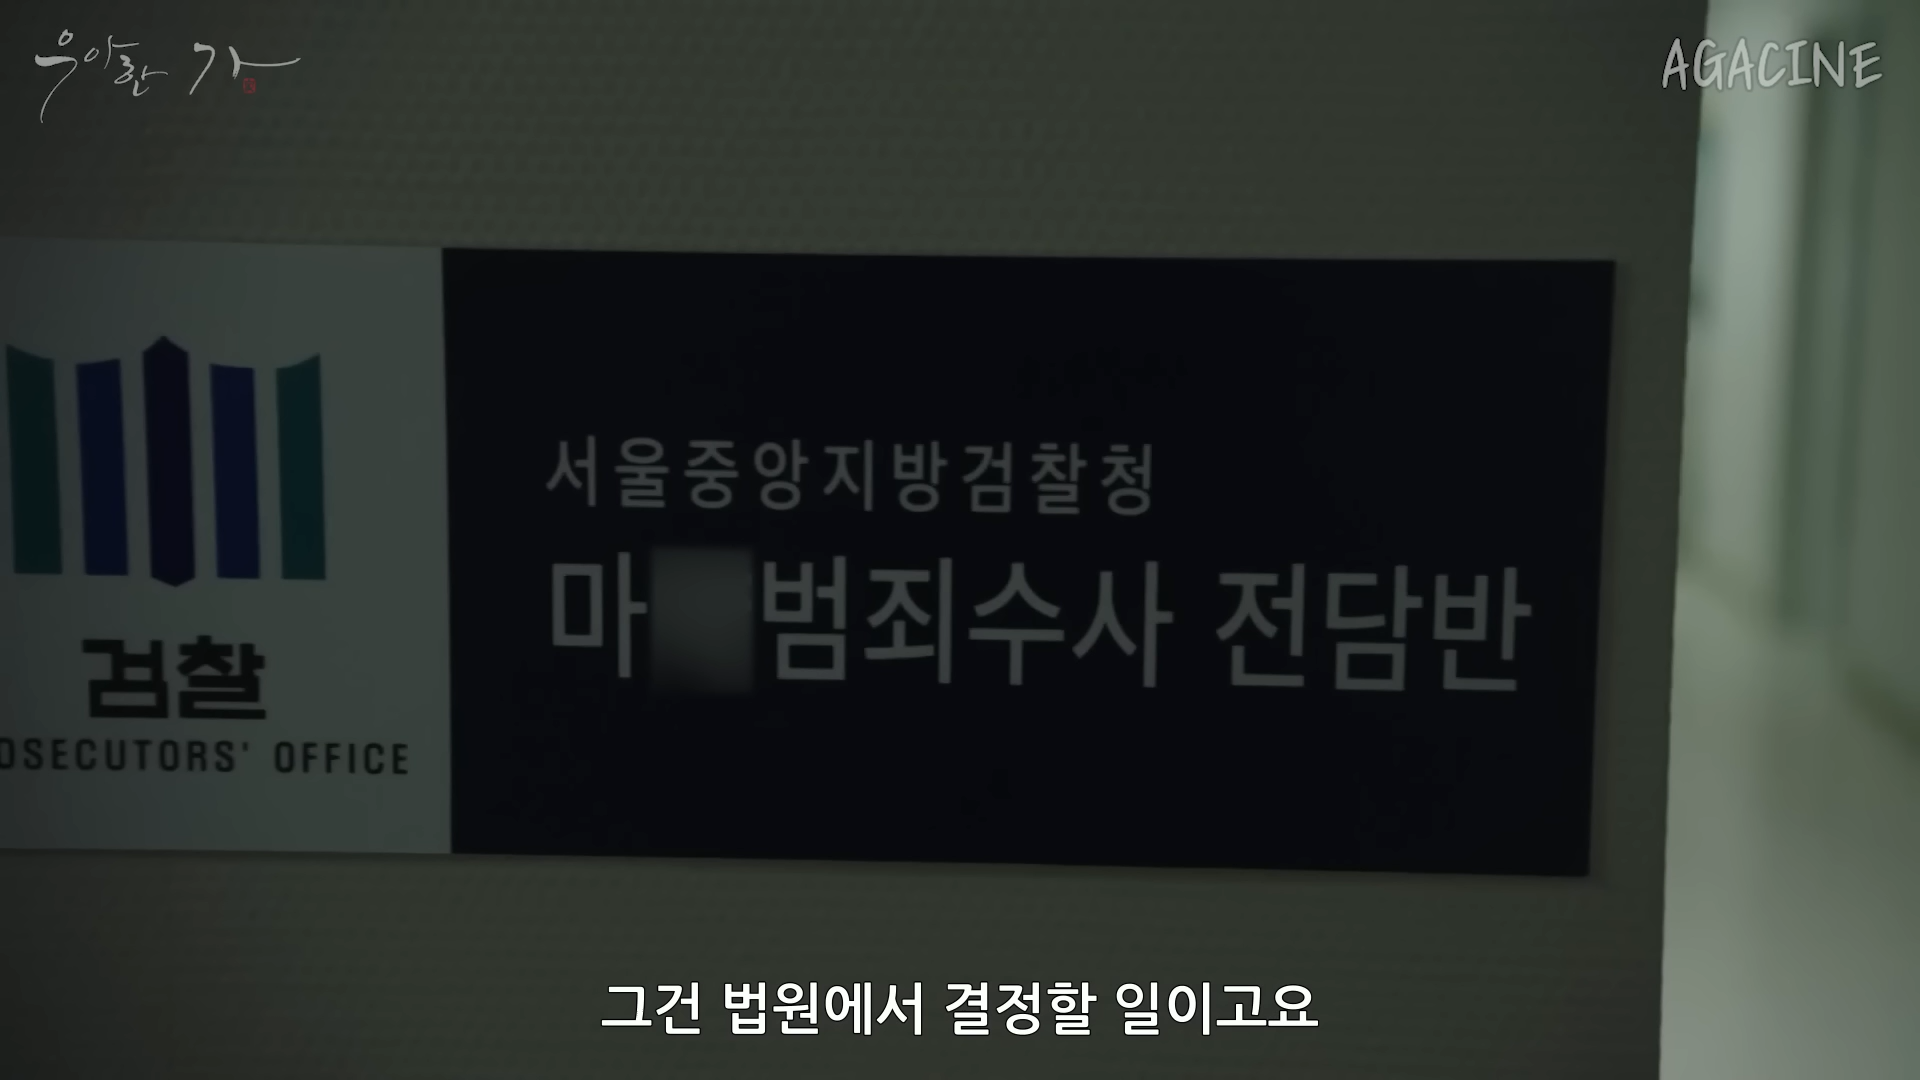 우아한 가
AGACINE
서울중앙지방검찰청
마 범죄수사 전담반
검찰
OSECUTORS' OFFICE
그건 법원에서 결정할 일이고요